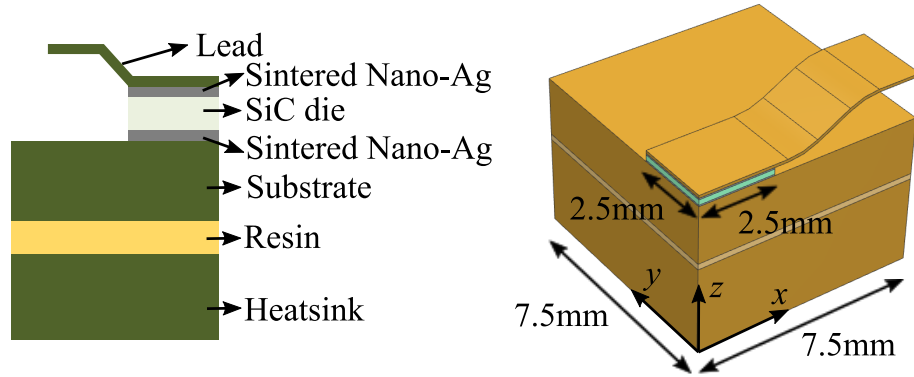 Lead
Sintered Nano-Ag
SiC die
Sintered Nano-Ag
Substrate
Resin
Heatsink
2.5mm
2.5mm
y
z
x
7.5mm
7.5mm